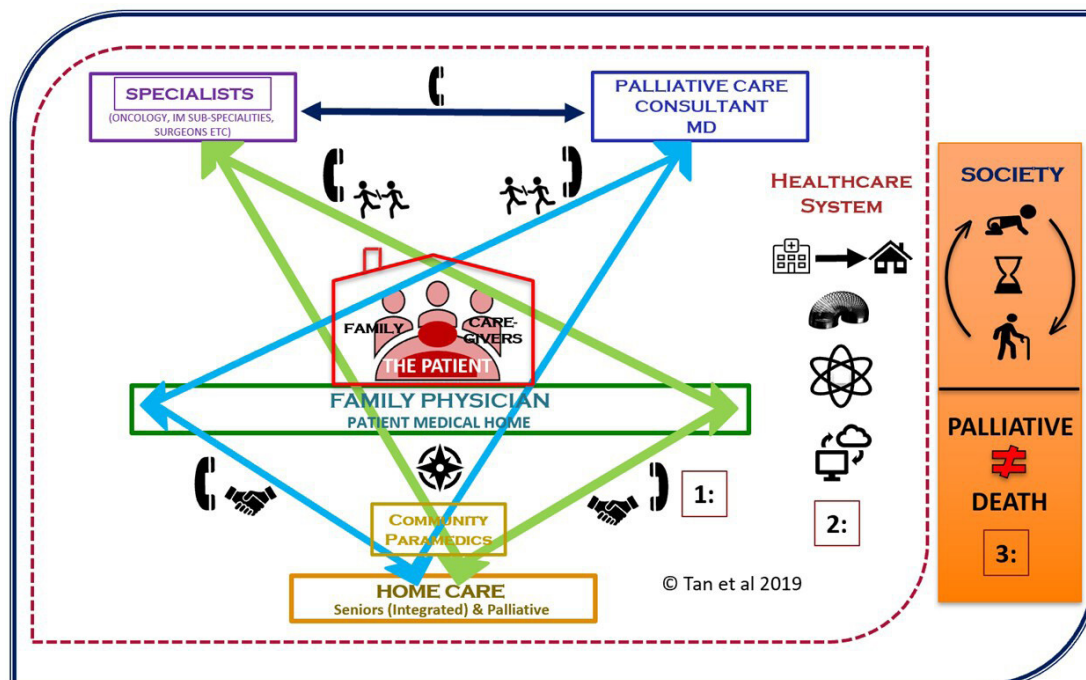 SPECIALISTS
(ONCOLOGY, IM SUB-SPECIALITIES,
SURGEONS ETC)
PALLIATIVE CARE
CONSULTANT
MD
HEALTHCARE
SYSTEM
SOCIETY
FAMILY
CARE-
GIVERS
THE PATIENT
FAMILY PHYSICIAN
PATIENT MEDICAL HOME
COMMUNITY
PARAMEDICS
HOME CARE
Seniors (Integrated) & Palliative
1:
2:
© Tan et al 2019
PALLIATIVE
≠
DEATH
3: